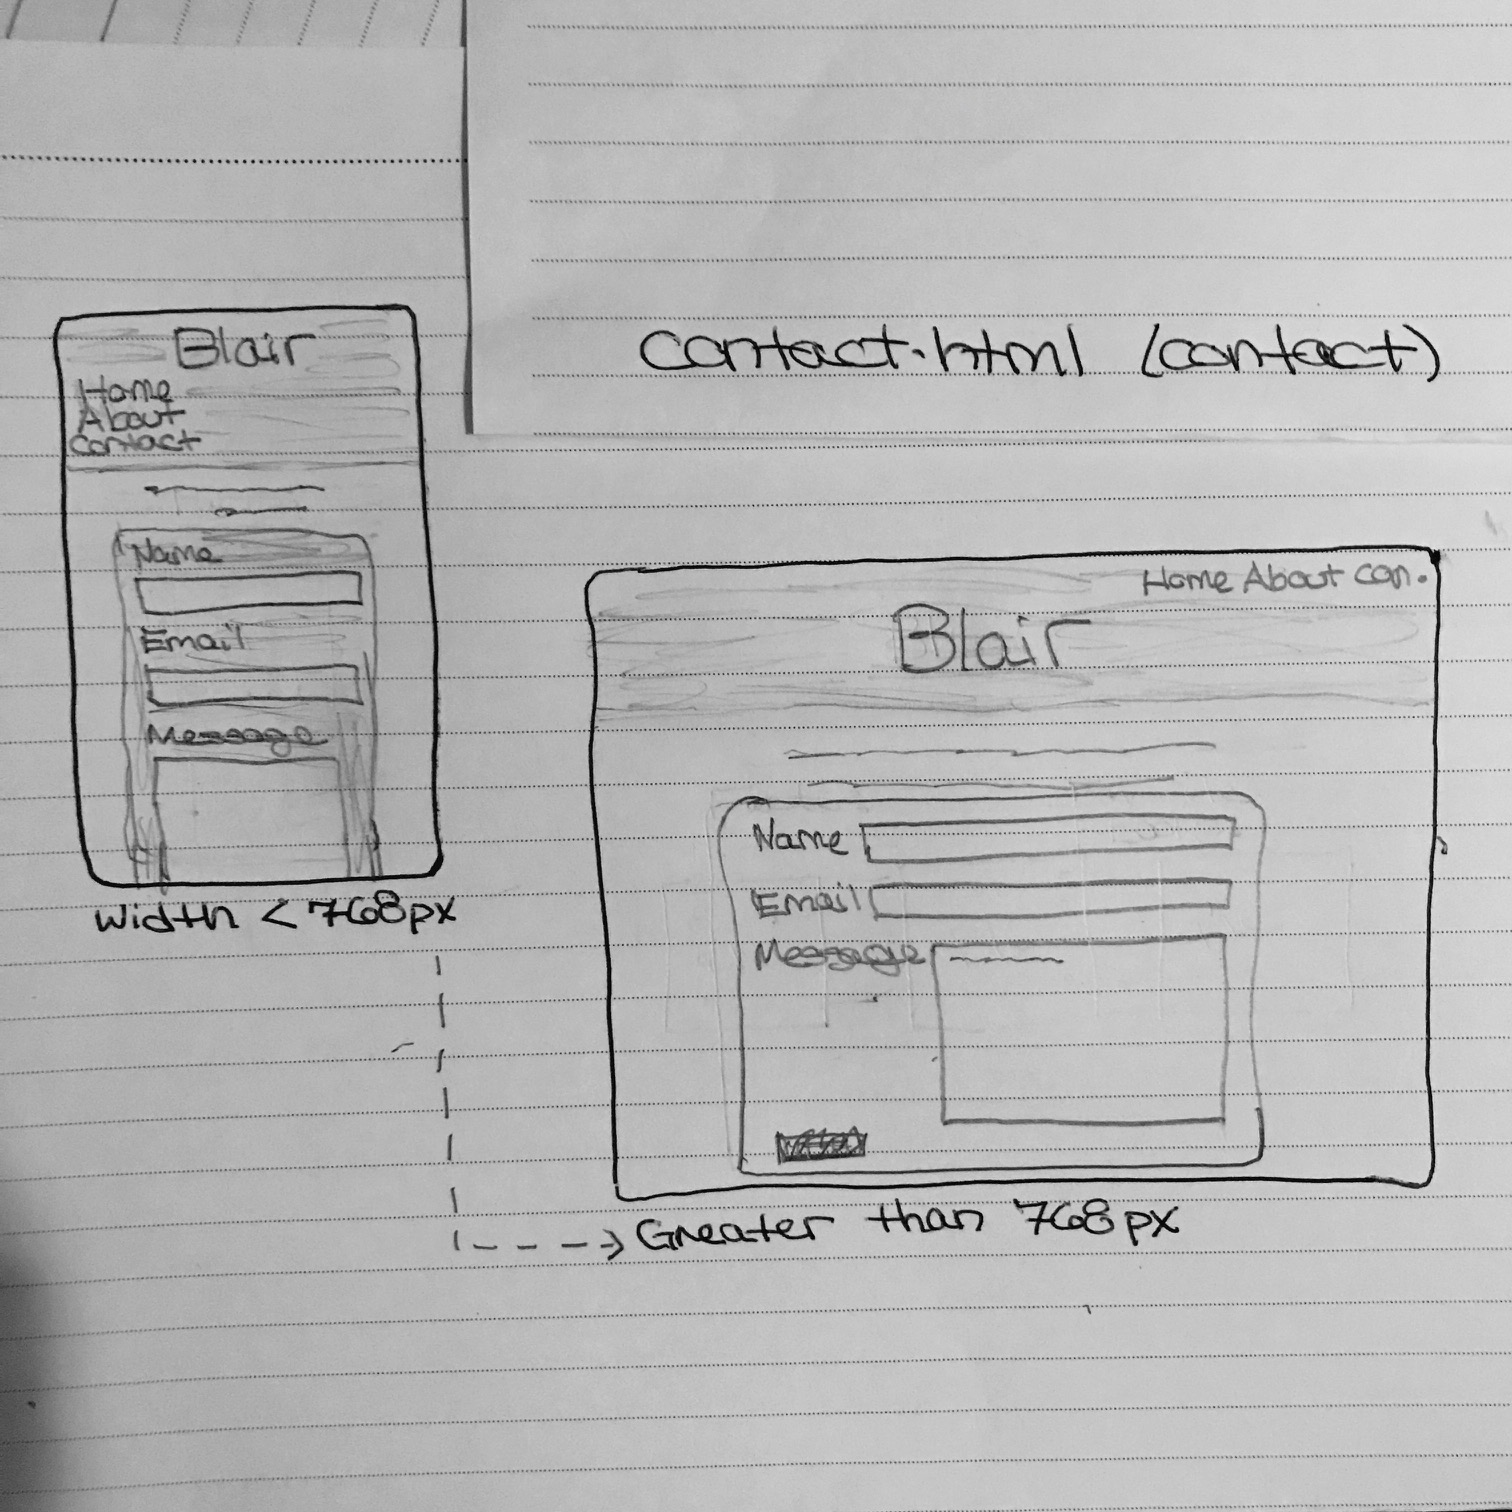 contact.html (contact)
Blair
Home
About
Contact
Name
Email
Message
Width < 768px
Home About Con.
Blair
Name
Email
Message
Greater than 768px